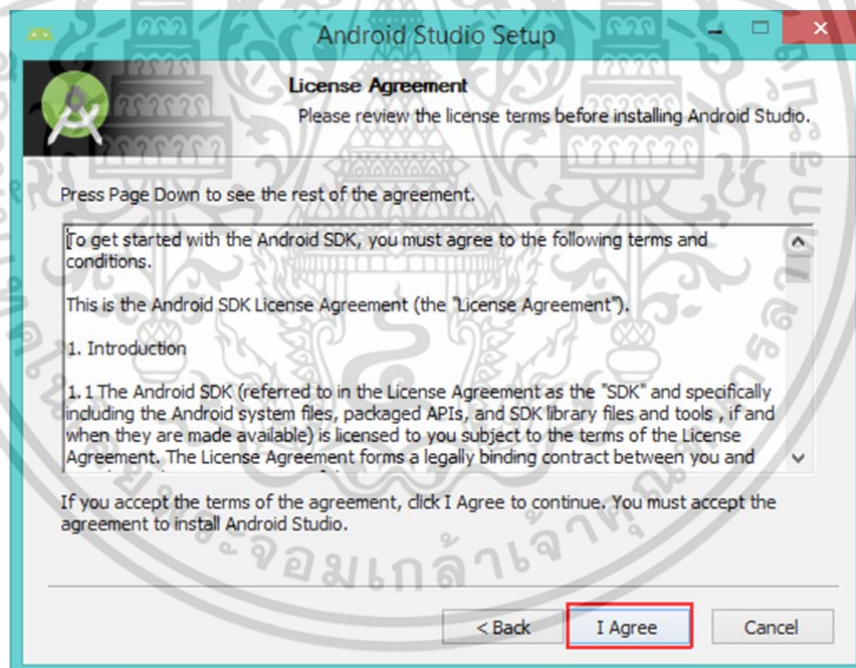 Android Studio Setup
License Agreement
Please review the license terms before installing Android Studio.
Press Page Down to see the rest of the agreement.
To get started with the Android SDK, you must agree to the following terms and
conditions.
This is the Android SDK License Agreement (the "License Agreement").
1. Introduction
1.1 The Android SDK (referred to in the License Agreement as the "SDK" and specifically
including the Android system files, packaged APIs, and SDK library files and tools , if and
when they are made available) is licensed to you subject to the terms of the License
Agreement. The License Agreement forms a legally binding contract between you and
If you accept the terms of the agreement, click I Agree to continue. You must accept the
agreement to install Android Studio.
< Back
I Agree
Cancel